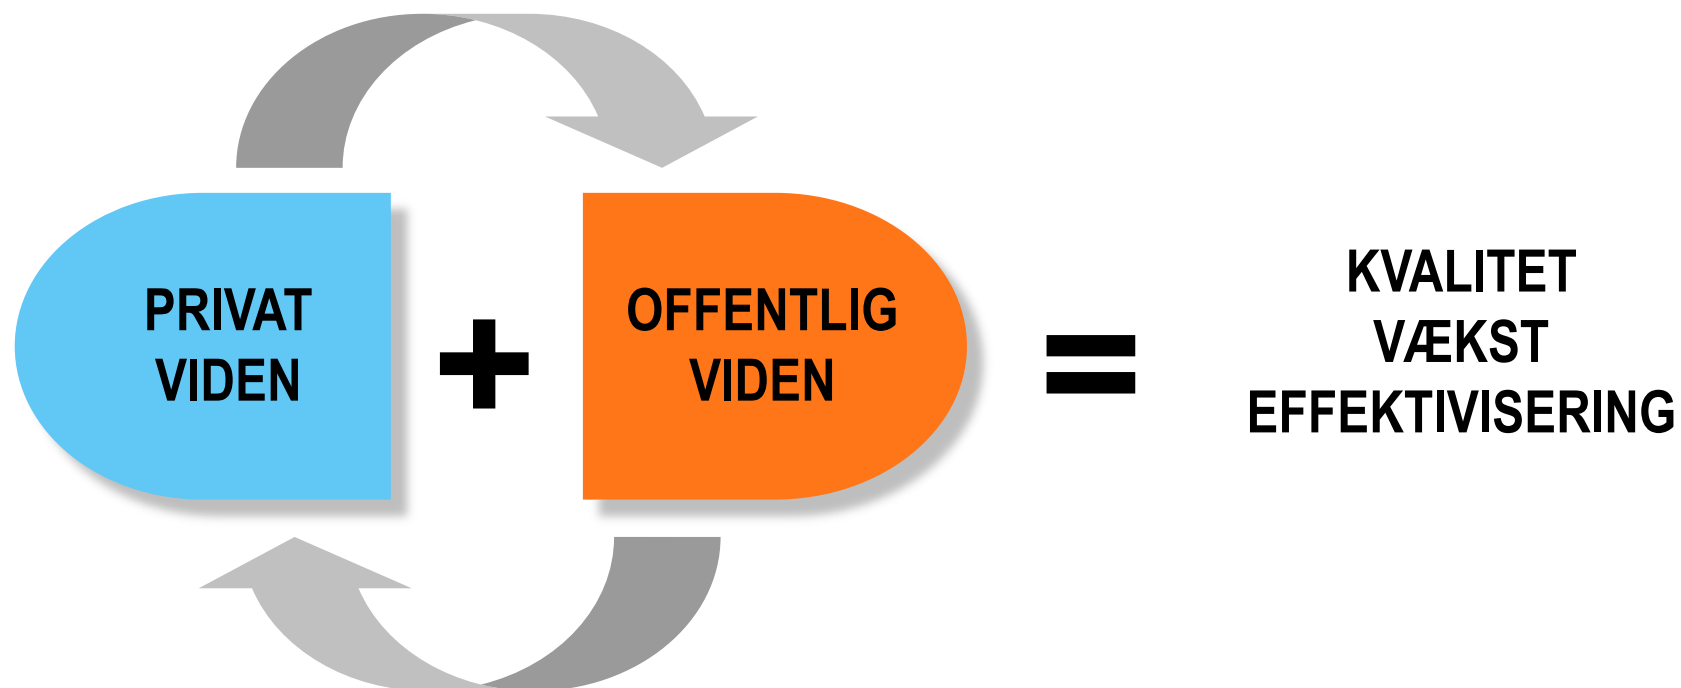 PRIVAT
VIDEN
+
OFFENTLIG
VIDEN
=
KVALITET
VÆKST
EFFEKTIVISERING